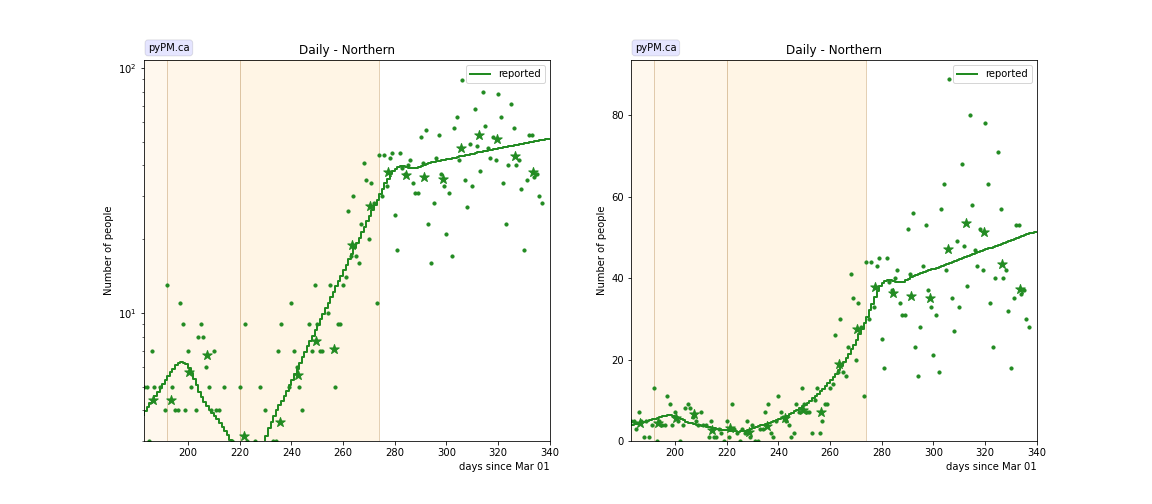 pyPM.ca
Daily - Northern
reported
Number of people
10²
10¹
200 220 240 260 280 300 320 340
days since Mar 01
pyPM.ca
Daily - Northern
reported
Number of people
80
60
40
20
0
200 220 240 260 280 300 320 340
days since Mar 01